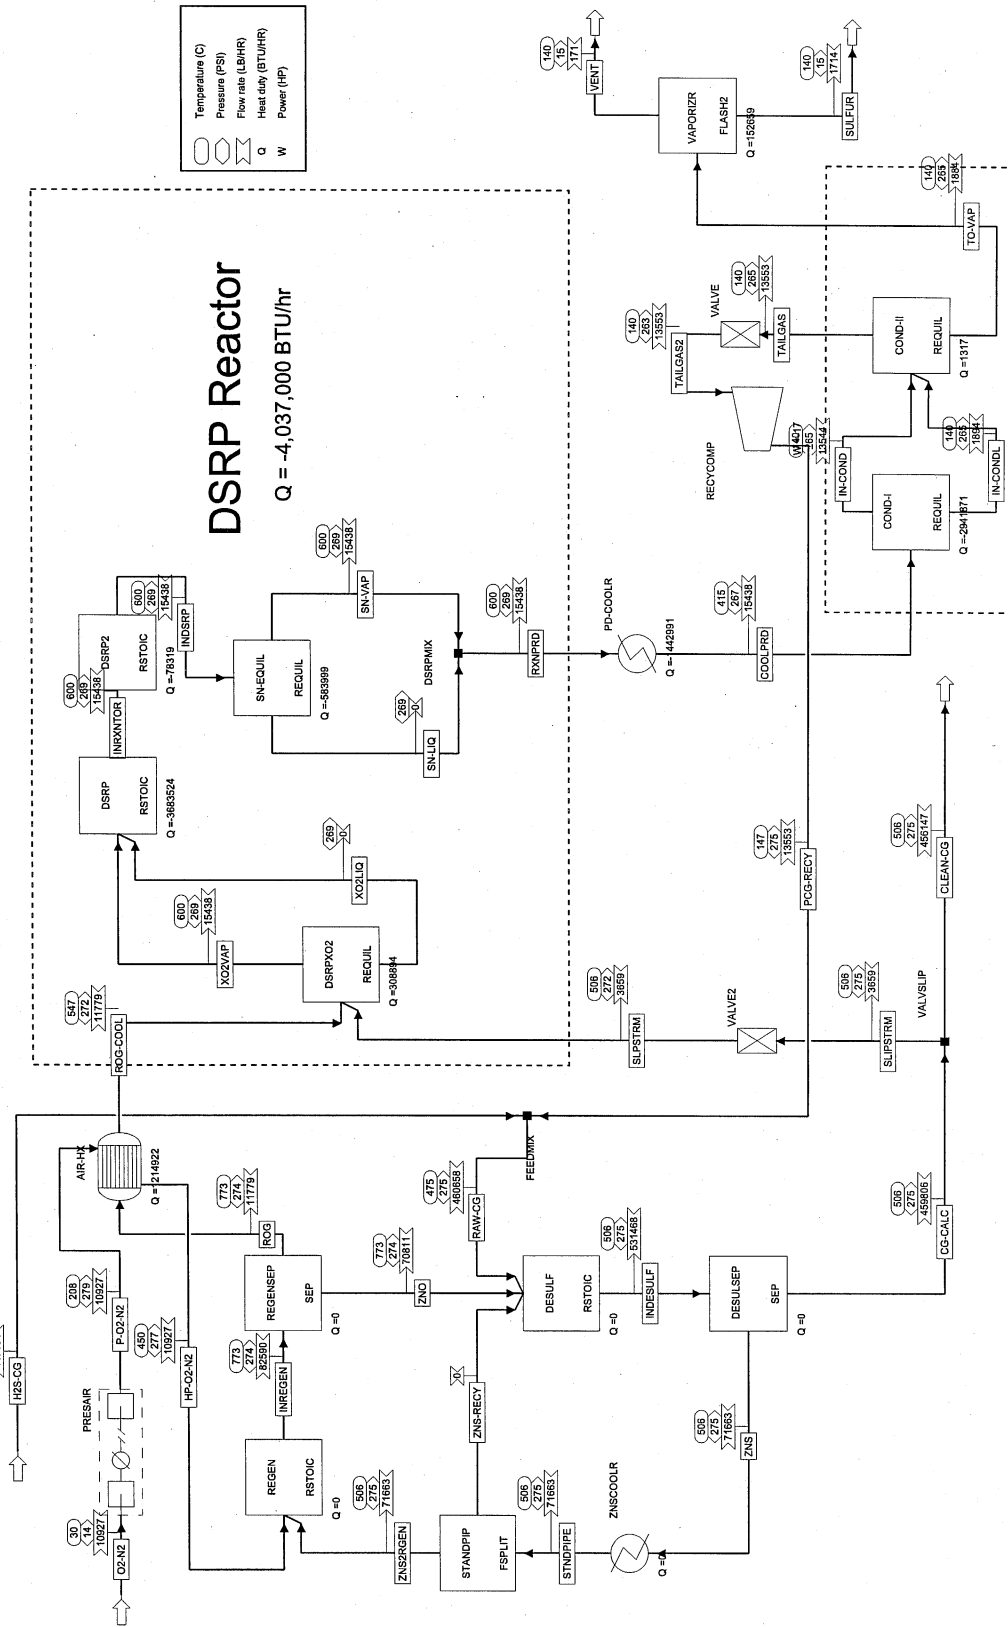 Temperature (C)
Pressure (PSI)
Flow rate (LB/HR)
Q Heat duty (BTU/HR)
W Power (HP)
DSRP Reactor
Q = -4,037,000 BTU/hr
140
15
171
VENT
VAPORIZR
FLASH2
Q =152659
140
15
1714
SULFUR
140
265
1884
TO-VAP
DSRP2
RSTOIC
Q =-78319
600
269
15438
INDSRP
600
269
15438
INRXNTOR
DSRP
RSTOIC
Q =-3683524
SN-EQUIL
REQUIL
Q =-583999
600
269
15438
SN-VAP
269
0
SN-LIQ
DSRPMIX
600
269
15438
RXNPRD
PD-COOLR
Q =-1442991
415
267
15438
COOLPRD
140
263
13553
TAILGAS2
VALVE
140
265
13553
TAILGAS
RECYCOMP
W 4017
265
13544
IN-COND
COND-II
REQUIL
Q =1317
140
265
1894
IN-CONDL
COND-I
REQUIL
Q =-2941871
269
0
XO2LIQ
600
269
15438
XO2VAP
DSRPXO2
REQUIL
Q =308894
547
272
11779
ROG-COOL
506
272
3659
SLPSTRM
VALVE2
506
275
3659
SLIPSTRM
VALVSLIP
147
275
13553
PCG-RECY
506
275
456147
CLEAN-CG
AIR-HX
Q =1214922
773
274
11779
ROG
208
279
10927
P-O2-N2
450
277
10927
HP-O2-N2
H2S-CG
PRESAIR
30
14
10927
O2-N2
REGENSEP
SEP
Q =0
773
274
82590
INREGEN
REGEN
RSTOIC
Q =0
773
274
70811
ZNO
475
275
460658
RAW-CG
FEEDMIX
DESULF
RSTOIC
Q =0
506
275
531468
INDESULF
DESULSEP
SEP
Q =0
506
275
459806
CG-CALC
0
ZNS-RECY
506
275
71663
ZNS2RGEN
STANDPIP
FSPLIT
506
275
71663
STNDPIPE
ZNSCOOLR
Q =0
506
275
71663
ZNS